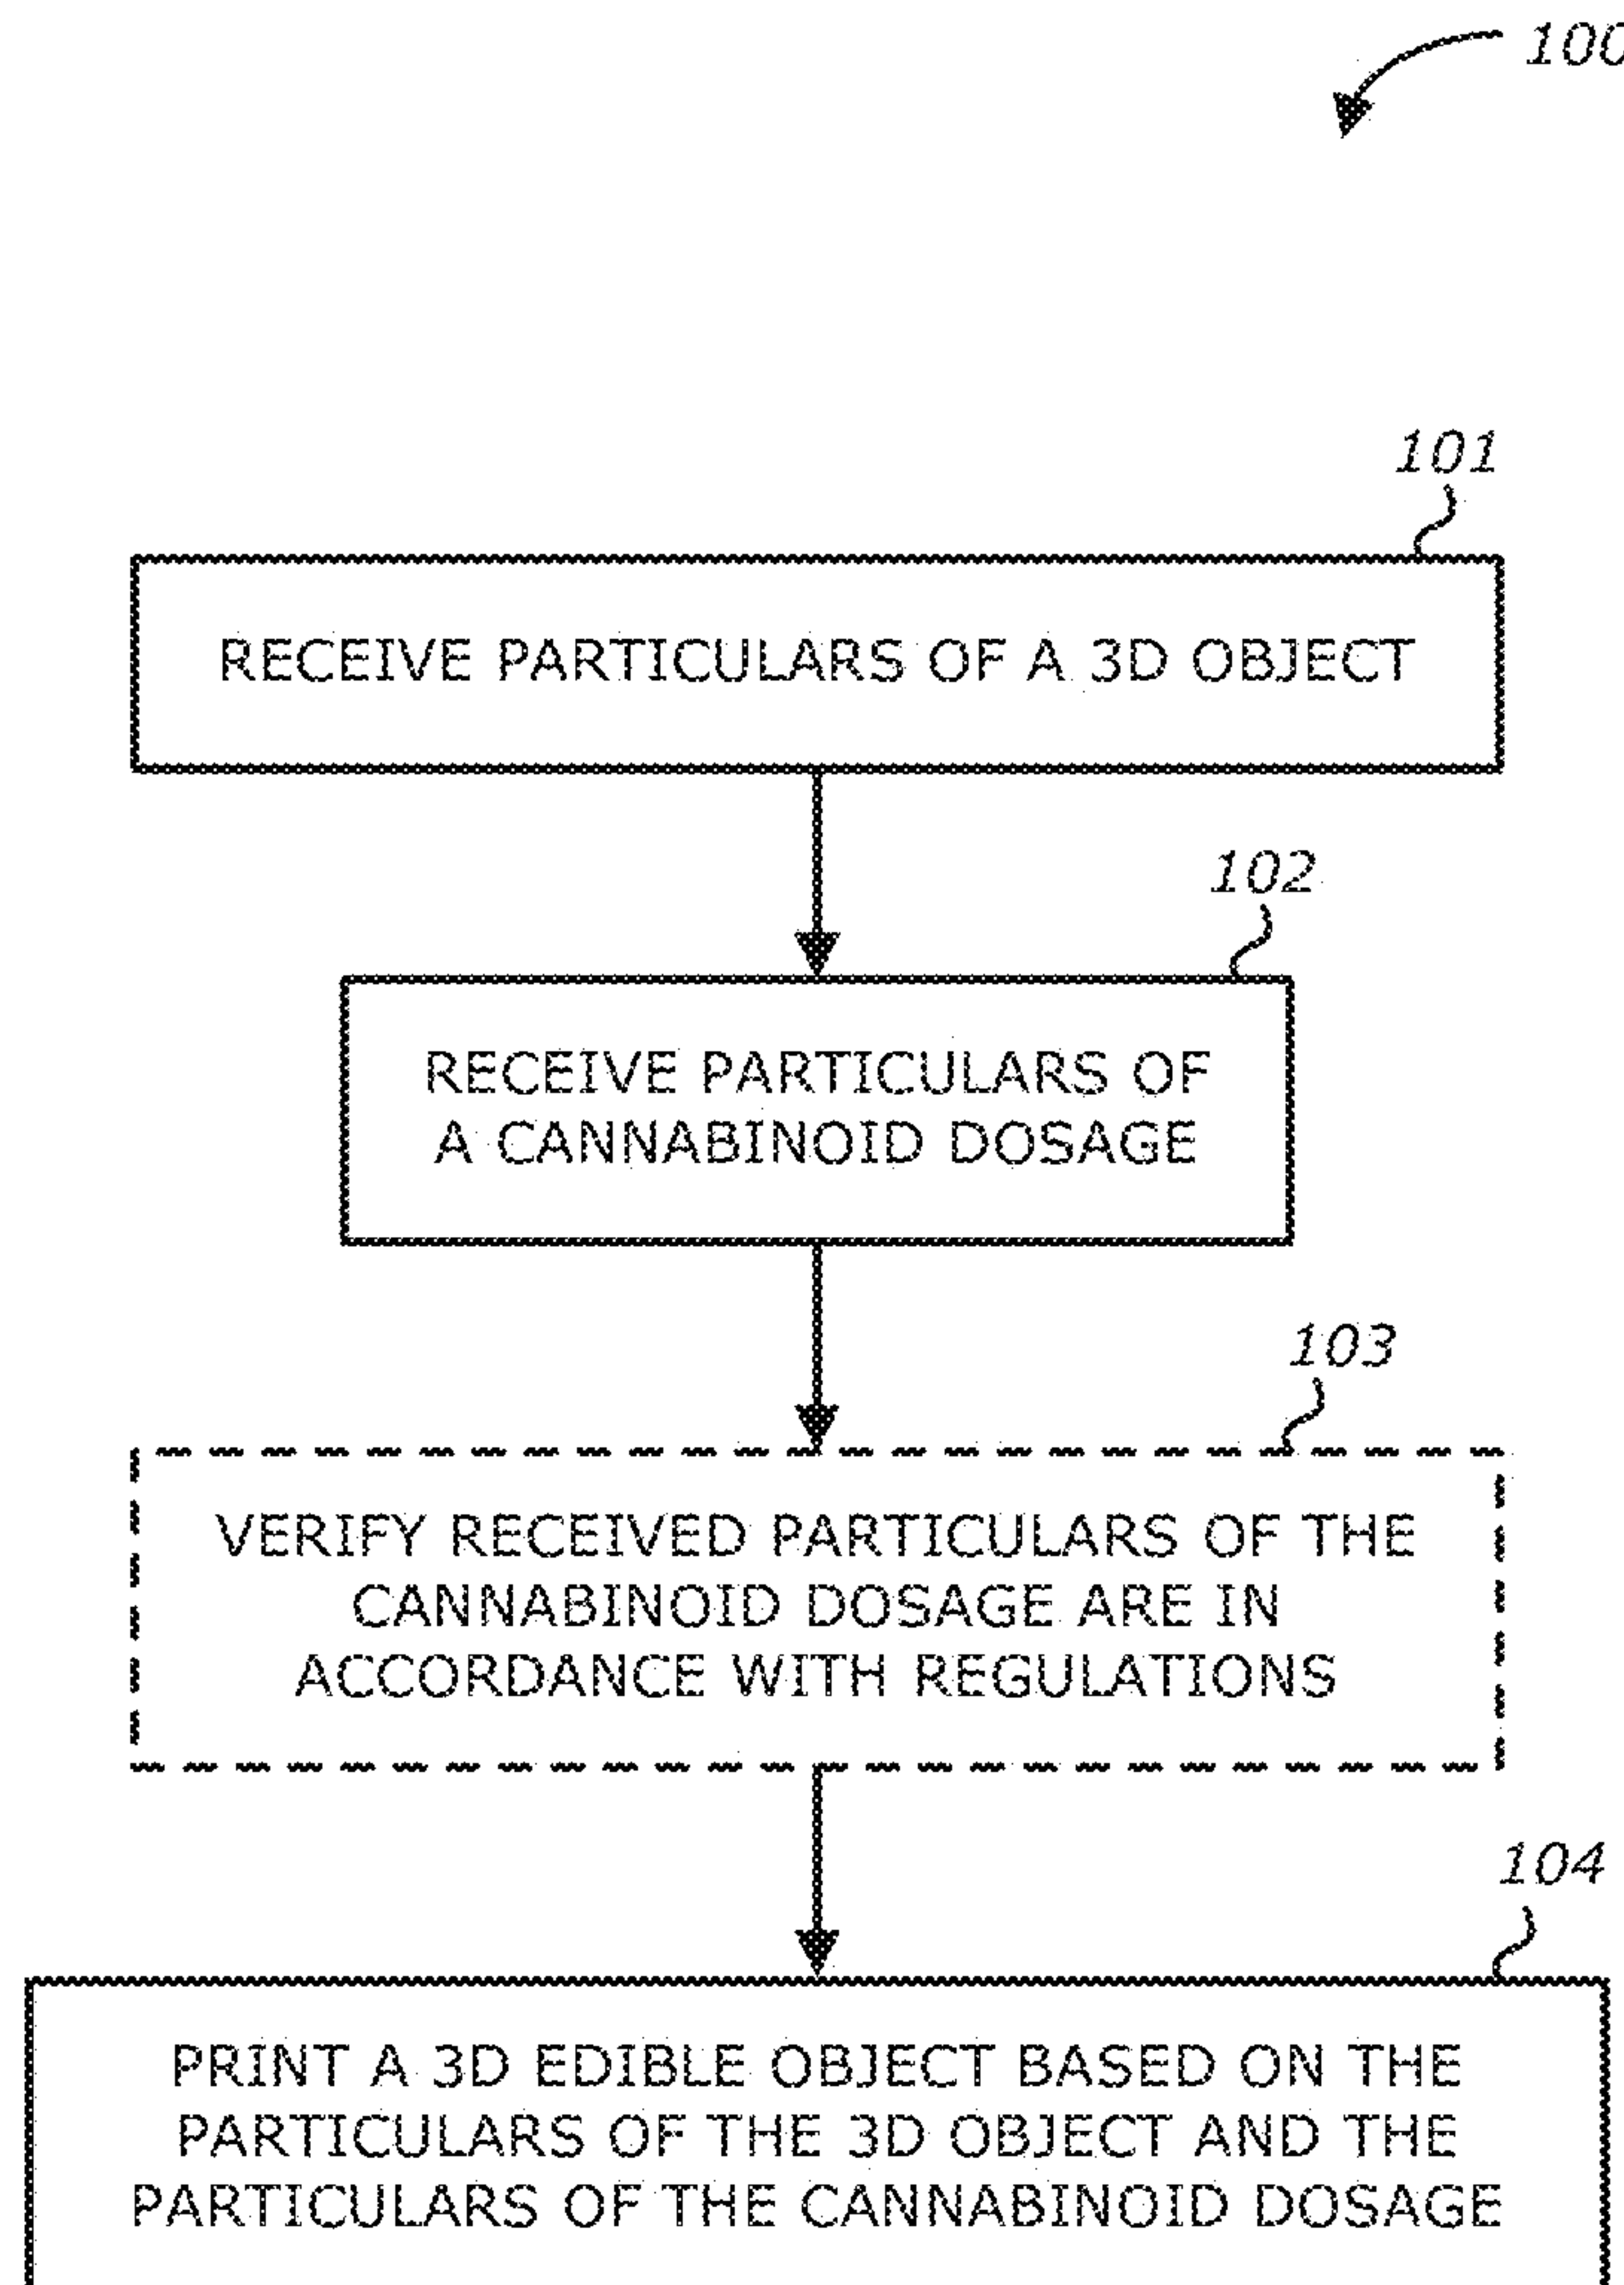 100
101
RECEIVE PARTICULARS OF A 3D OBJECT
102
RECEIVE PARTICULARS OF
A CANNABINOID DOSAGE
103
VERIFY RECEIVED PARTICULARS OF THE
CANNABINOID DOSAGE ARE IN
ACCORDANCE WITH REGULATIONS
104
PRINT A 3D EDIBLE OBJECT BASED ON THE
PARTICULARS OF THE 3D OBJECT AND THE
PARTICULARS OF THE CANNABINOID DOSAGE